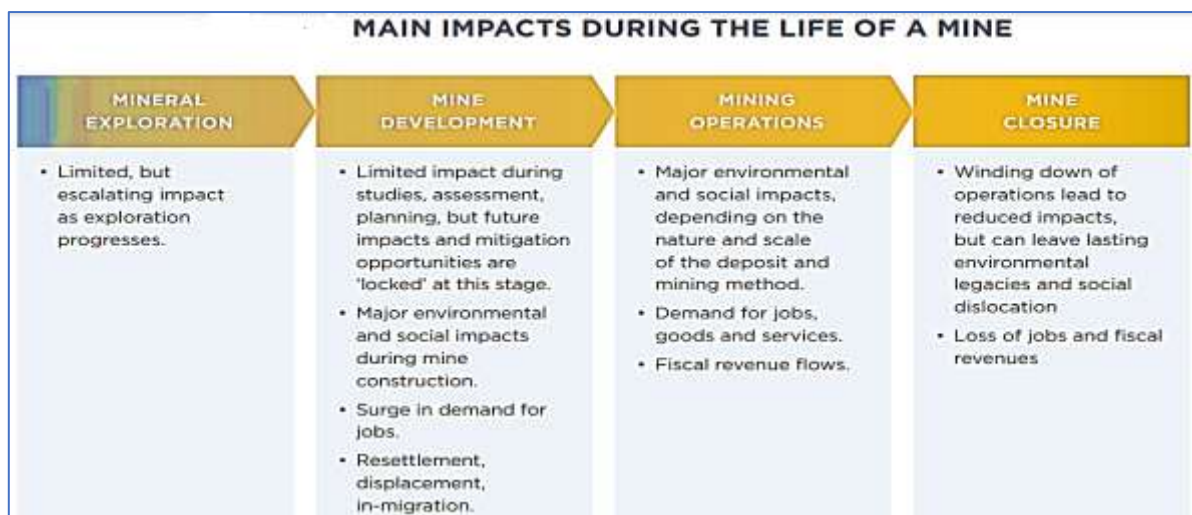 MAIN IMPACTS DURING THE LIFE OF A MINE
MINERAL
EXPLORATION
• Limited, but
escalating impact
as exploration
progresses.
MINE
DEVELOPMENT
• Limited impact during
studies, assessment,
planning, but future
impacts and mitigation
opportunities are
'locked' at this stage.
• Major environmental
and social impacts
during mine
construction.
• Surge in demand for
jobs.
• Resettlement,
displacement,
in-migration.
MINING
OPERATIONS
• Major environmental
and social impacts,
depending on the
nature and scale
of the deposit and
mining method.
• Demand for jobs,
goods and services.
• Fiscal revenue flows.
MINE
CLOSURE
• Winding down of
operations lead to
reduced impacts,
but can leave lasting
environmental
legacies and social
dislocation
• Loss of jobs and fiscal
revenues